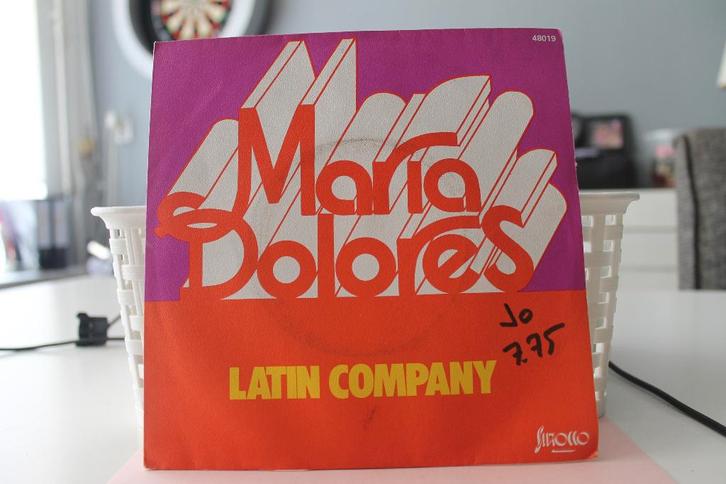 48019
Maria
Dolores
Jo
7.75
LATIN COMPANY
Sirocco